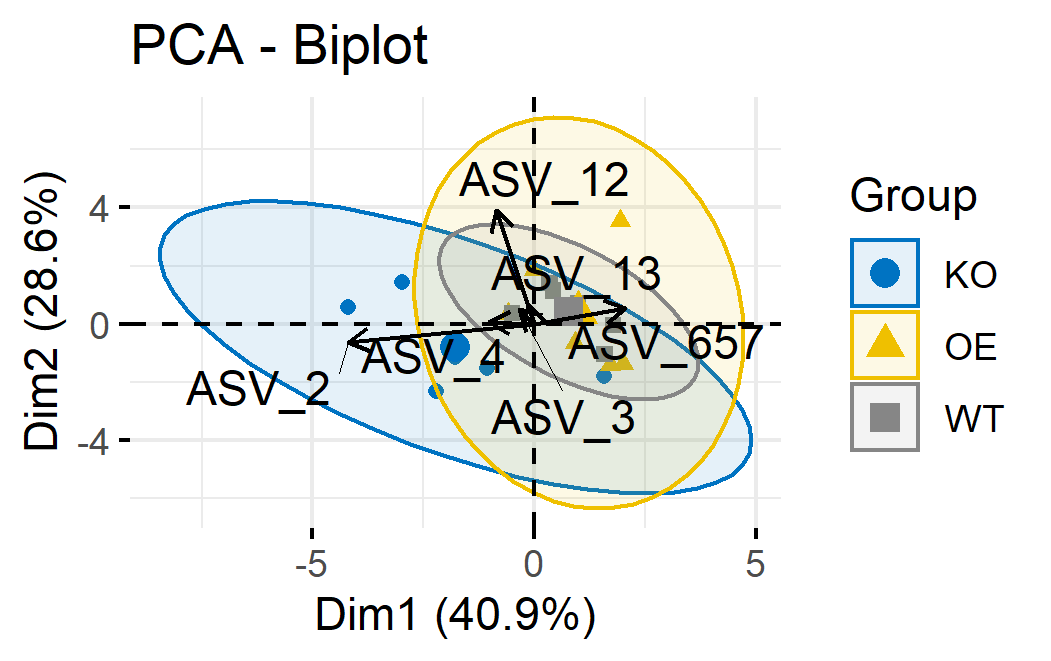 PCA - Biplot
Dim2 (28.6%)
4
0
-4
ASV_12
ASV_13
ASV_657
ASV_4
ASV_2
ASV_3
-5
0
5
Dim1 (40.9%)
Group
KO
OE
WT